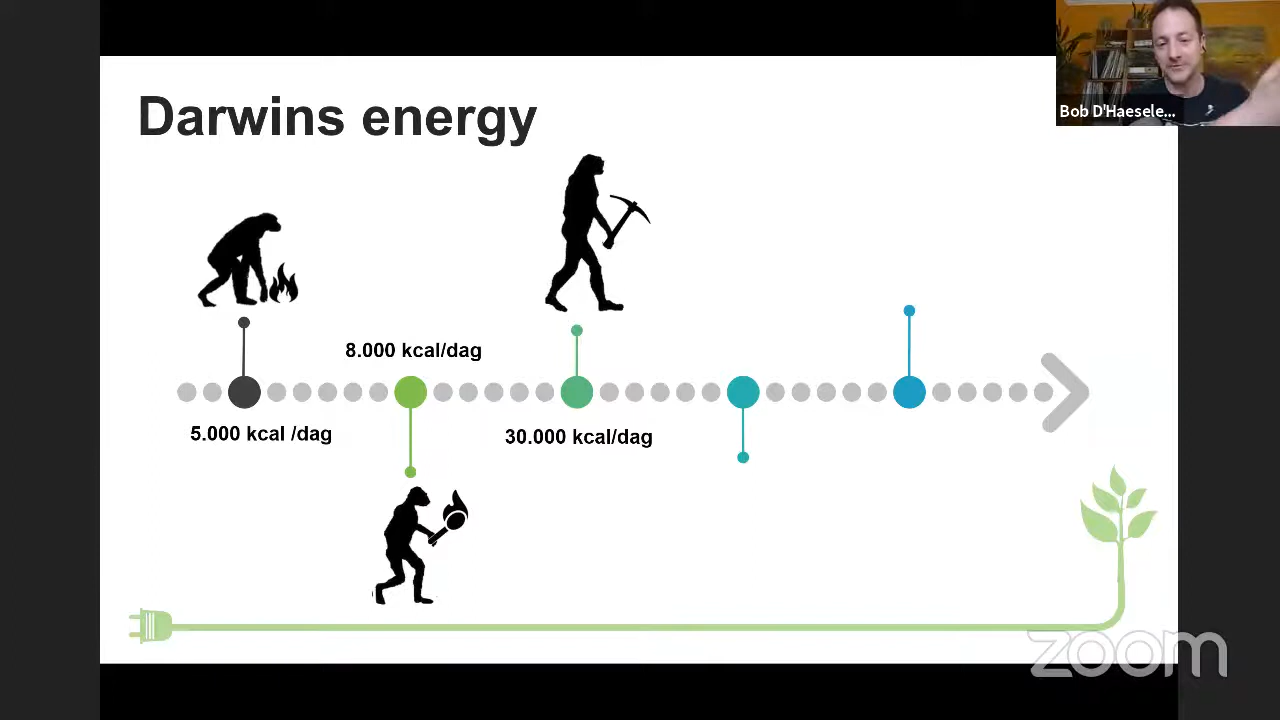 Darwins energy
Bob D'Haesele...
8.000 kcal/dag
5.000 kcal /dag
30.000 kcal/dag
zoom